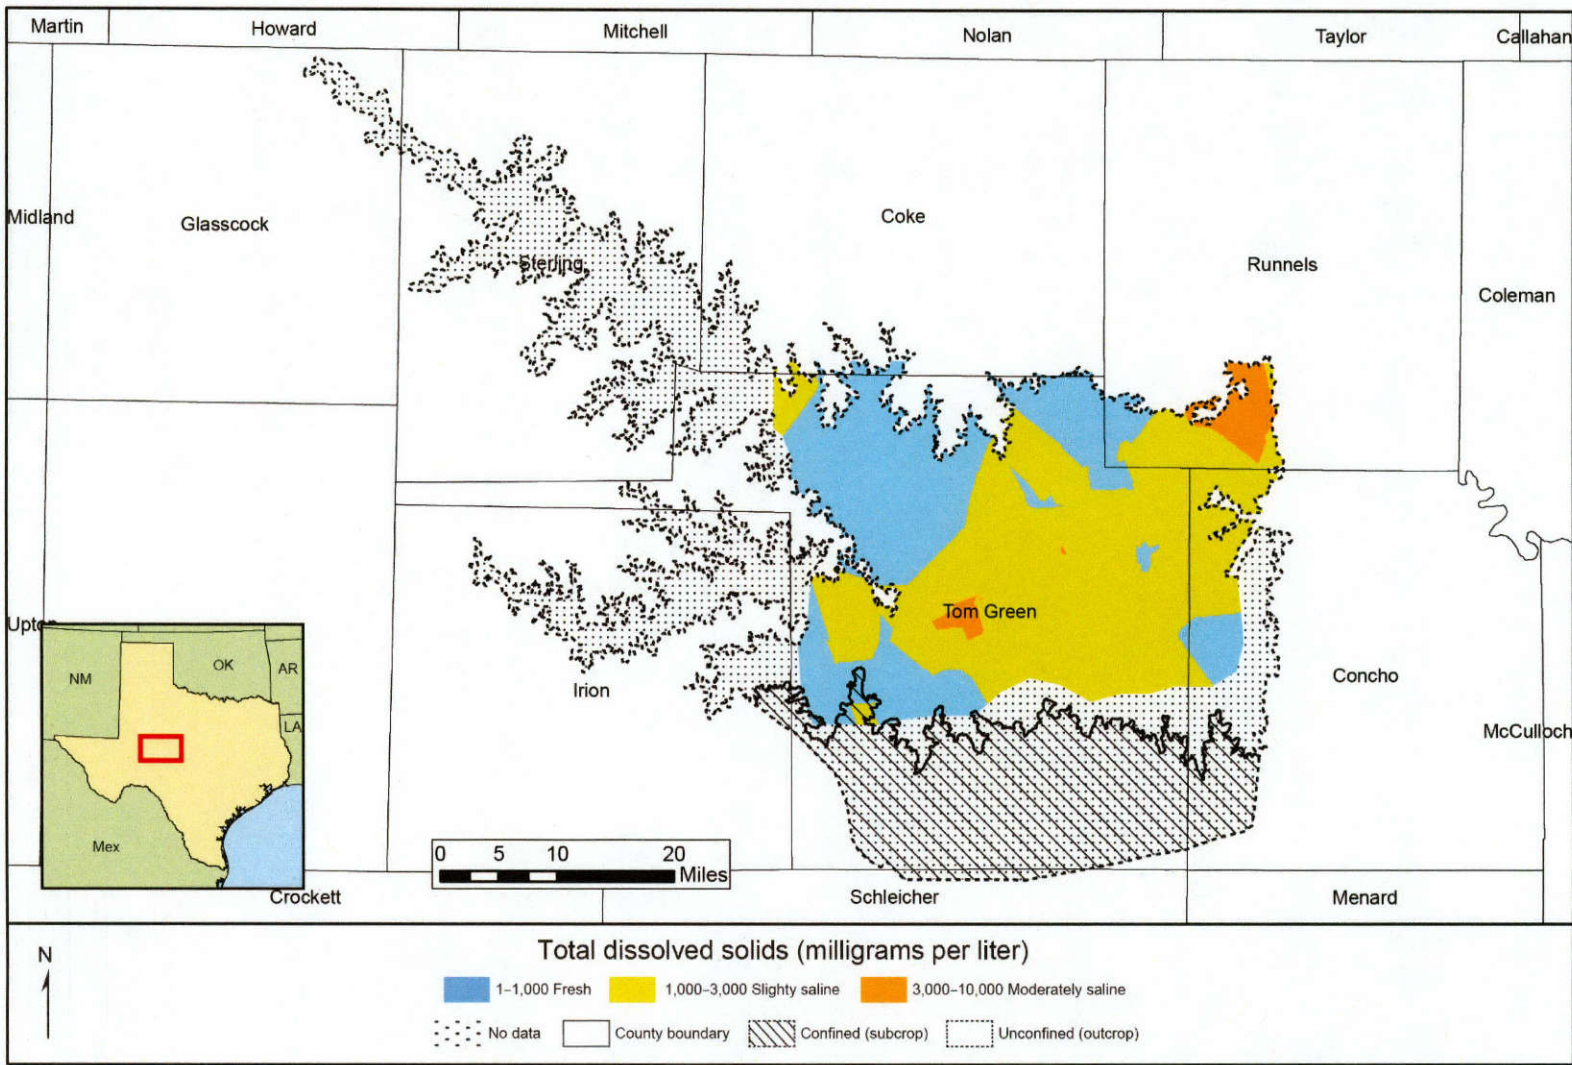 Martin
Howard
Mitchell
Nolan
Taylor
Callahan
Midland
Glasscock
Sterling
Coke
Runnels
Coleman
Upton
Irion
Tom Green
Concho
McCulloch
NM
OK
AR
LA
Mex
0 5 10 20
Miles
Crockett
Schleicher
Menard
N
Total dissolved solids (milligrams per liter)
1–1,000 Fresh
1,000–3,000 Slighty saline
3,000–10,000 Moderately saline
No data
County boundary
Confined (subcrop)
Unconfined (outcrop)